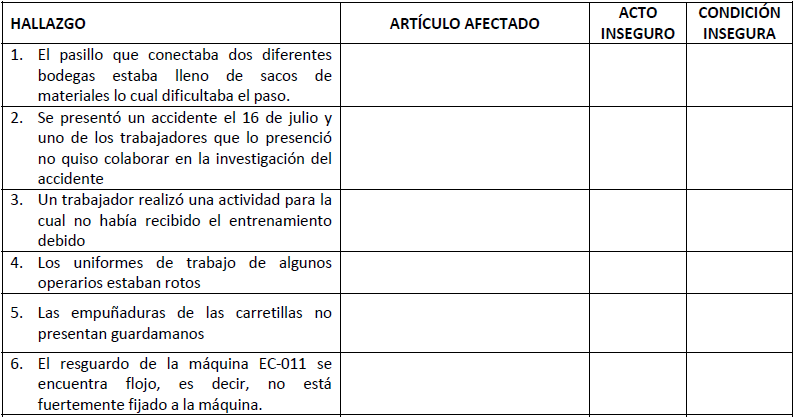 HALLAZGO
ARTÍCULO AFECTADO
ACTO
INSEGURO
CONDICIÓN
INSEGURA
1. El pasillo que conectaba dos diferentes
bodegas estaba lleno de sacos de
materiales lo cual dificultaba el paso.
2. Se presentó un accidente el 16 de julio y
uno de los trabajadores que lo presenció
no quiso colaborar en la investigación del
accidente
3. Un trabajador realizó una actividad para la
cual no había recibido el entrenamiento
debido
4. Los uniformes de trabajo de algunos
operarios estaban rotos
5. Las empuñaduras de las carretillas no
presentan guardamanos
6. El resguardo de la máquina EC-011 se
encuentra flojo, es decir, no está
fuertemente fijado a la máquina.